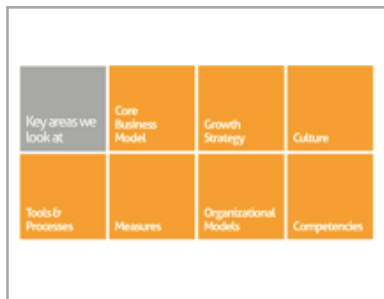 Key areas we
look at
Core
Business
Model
Growth
Strategy
Culture
Tools &
Processes
Measures
Organizational
Models
Competencies